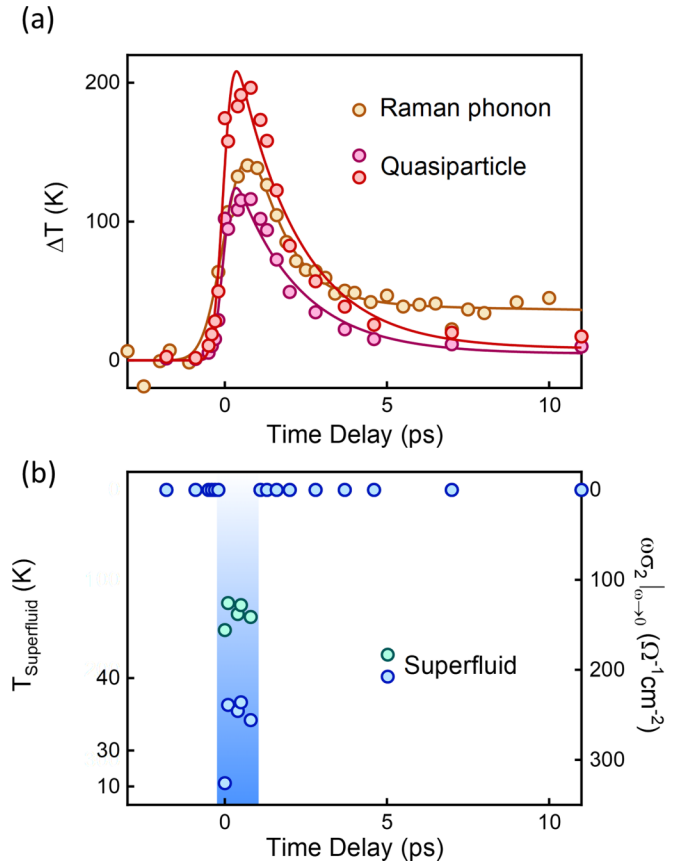 (a)
200
100
0
ΔT (K)
Raman phonon
Quasiparticle
0 5 10
Time Delay (ps)
(b)
0
100
200
300
ωσ₂|ω→0 (Ω⁻¹cm⁻²)
40
30
10
T_Superfluid (K)
Superfluid
0 5 10
Time Delay (ps)